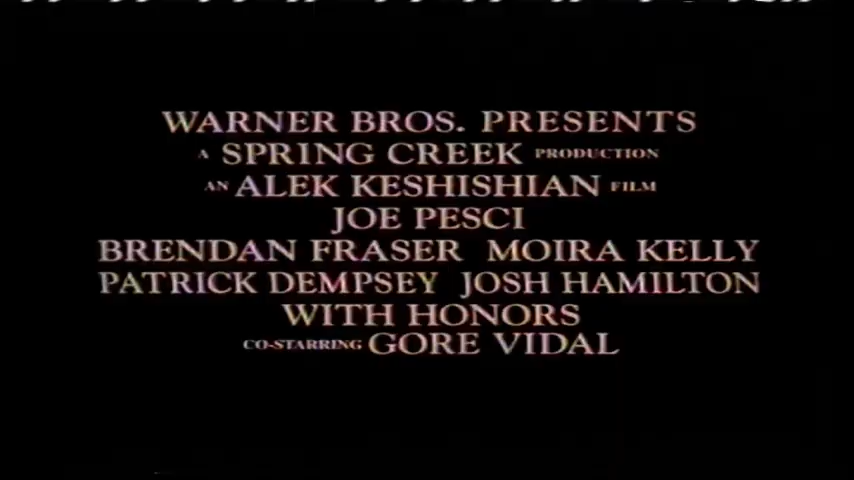 WARNER BROS. PRESENTS
A SPRING CREEK PRODUCTION
AN ALEK KESHISHIAN FILM
JOE PESCI
BRENDAN FRASER MOIRA KELLY
PATRICK DEMPSEY JOSH HAMILTON
WITH HONORS
CO-STARRING GORE VIDAL